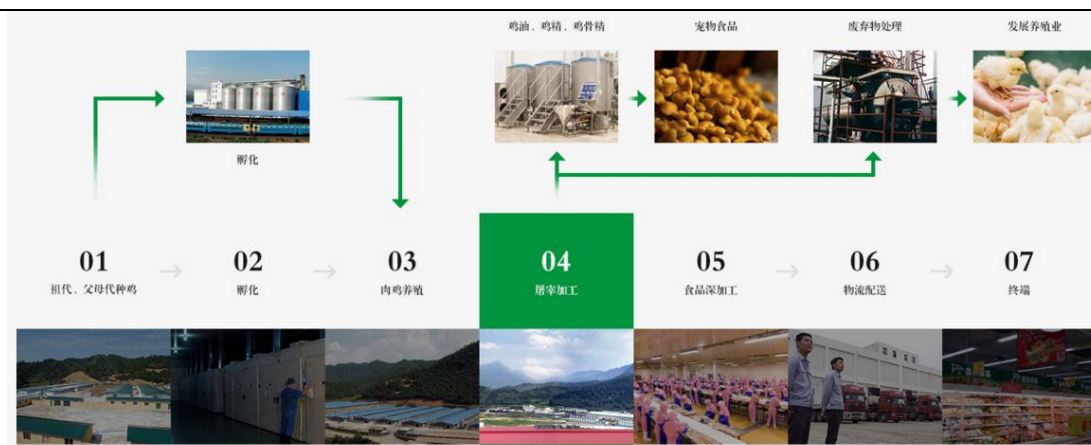 鸡油、鸡精、鸡骨精
宠物食品
废弃物处理
发展养殖业
孵化
01
02
03
04
05
06
07
祖代、父母代种鸡
孵化
肉鸡养殖
屠宰加工
食品深加工
物流配送
终端